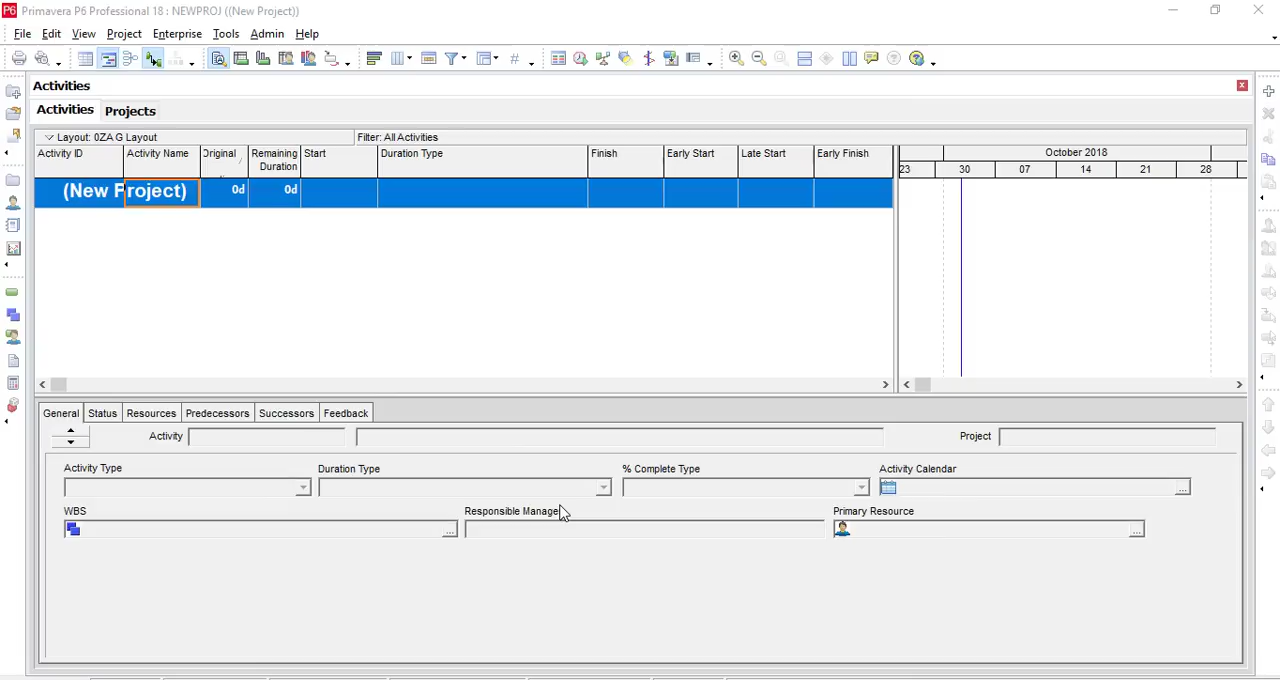 P6 Primavera P6 Professional 18 : NEWPROJ ((New Project))
File Edit View Project Enterprise Tools Admin Help
Activities
Activities Projects
Layout: 0ZA G Layout Filter: All Activities
Activity ID Activity Name Original Remaining Duration Start Duration Type Finish Early Start Late Start Early Finish
October 2018
23 30 07 14 21 28
(New Project) 0d 0d
General Status Resources Predecessors Successors Feedback
Activity Project
Activity Type Duration Type % Complete Type Activity Calendar
WBS Responsible Manager Primary Resource